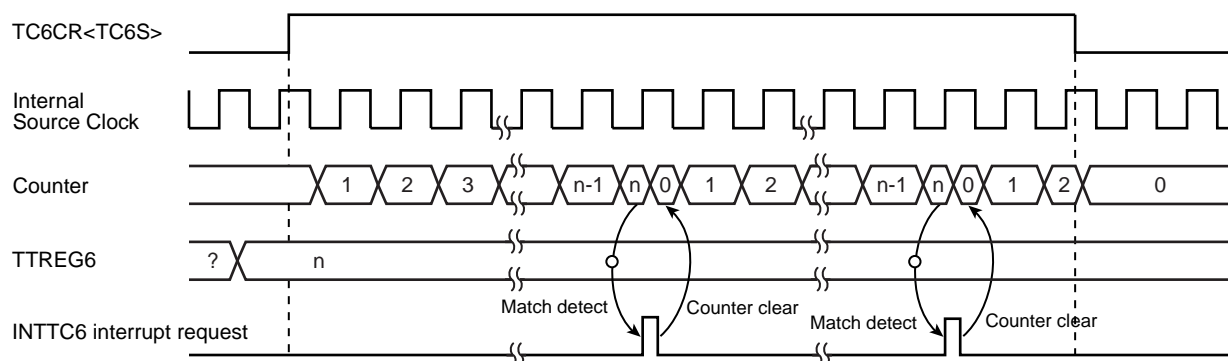 TC6CR<TC6S>
Internal
Source Clock
Counter
1 2 3 n-1 n 0 1 2 n-1 n 0 1 2 0
TTREG6
? n
Match detect Counter clear Match detect Counter clear
INTTC6 interrupt request